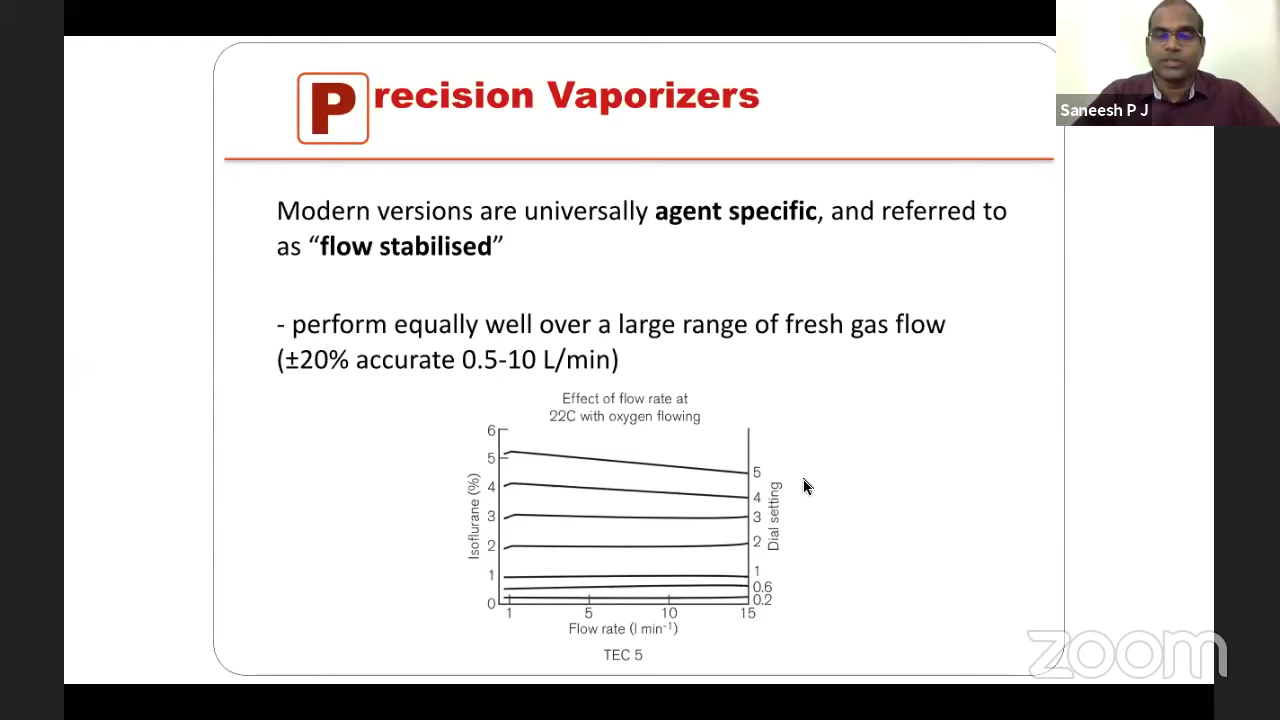 Precision Vaporizers
Saneesh P J
Modern versions are universally agent specific, and referred to
as “flow stabilised”
- perform equally well over a large range of fresh gas flow
(±20% accurate 0.5-10 L/min)
Effect of flow rate at
22C with oxygen flowing
6
5
4
3
2
1
0
Isoflurane (%)
5
4
3
2
1
0.6
0.2
Dial setting
1 5 10 15
Flow rate (l min⁻¹)
TEC 5
zoom